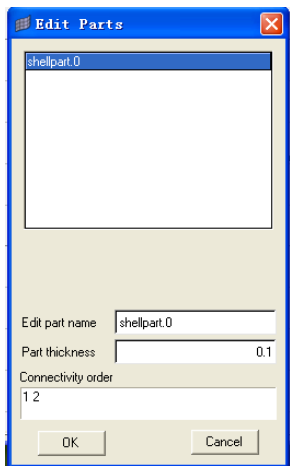 Edit Parts
shellpart.0
Edit part name shellpart.0
Part thickness 0.1
Connectivity order
1 2
OK Cancel